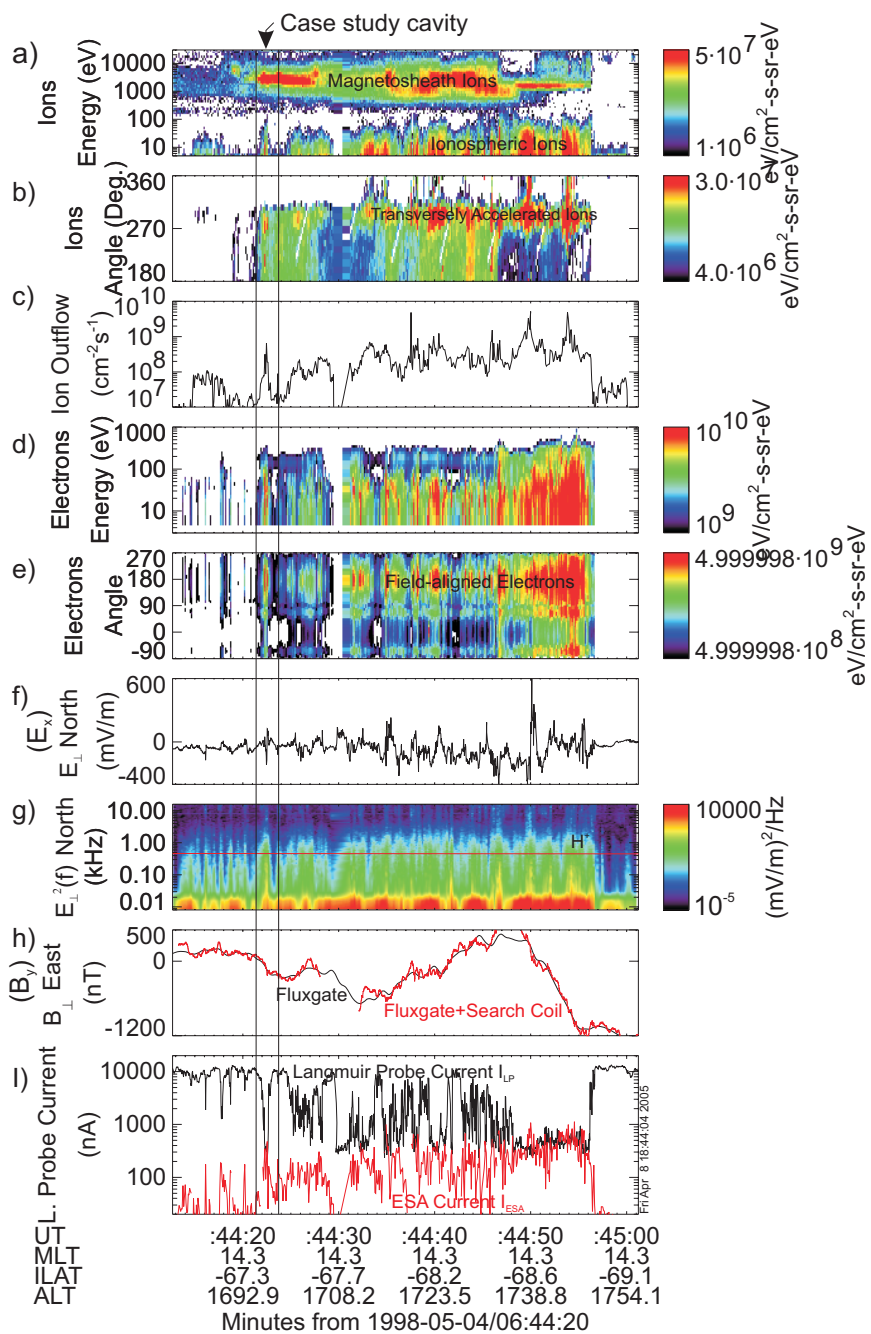 Case study cavity
a)
Ions
Energy (eV)
10000
1000
100
10
Magnetosheath Ions
Ionospheric Ions
5·10⁷
1·10⁶
eV/cm²-s-sr-eV
b)
Ions
Angle (Deg.)
360
270
180
Transversely Accelerated Ions
3.0·10⁷
4.0·10⁶
eV/cm²-s-sr-eV
c)
Ion Outflow
(cm⁻²s⁻¹)
10¹⁰
10⁹
10⁸
10⁷
d)
Electrons
Energy (eV)
1000
100
10
10¹⁰
10⁹
eV/cm²-s-sr-eV
e)
Electrons
Angle
270
180
90
0
-90
Field-aligned Electrons
4.999998·10⁹
4.999998·10⁸
eV/cm²-s-sr-eV
f)
(Eₓ)
E⊥ North
(mV/m)
600
0
-400
g)
E⊥²(f) North
(kHz)
10.00
1.00
0.10
0.01
H⁺
10000
10⁻⁵
(mV/m)²/Hz
h)
(B_y)
B⊥ East
(nT)
500
0
-1200
Fluxgate
Fluxgate+Search Coil
I)
L. Probe Current
(nA)
10000
1000
100
Langmuir Probe Current I_LP
ESA Current I_ESA
Fri Apr 8 18:44:04 2005
:44:20 :44:30 :44:40 :44:50 :45:00
MLT 14.3 14.3 14.3 14.3 14.3
ILAT -67.3 -67.7 -68.2 -68.6 -69.1
ALT 1692.9 1708.2 1723.5 1738.8 1754.1
Minutes from 1998-05-04/06:44:20